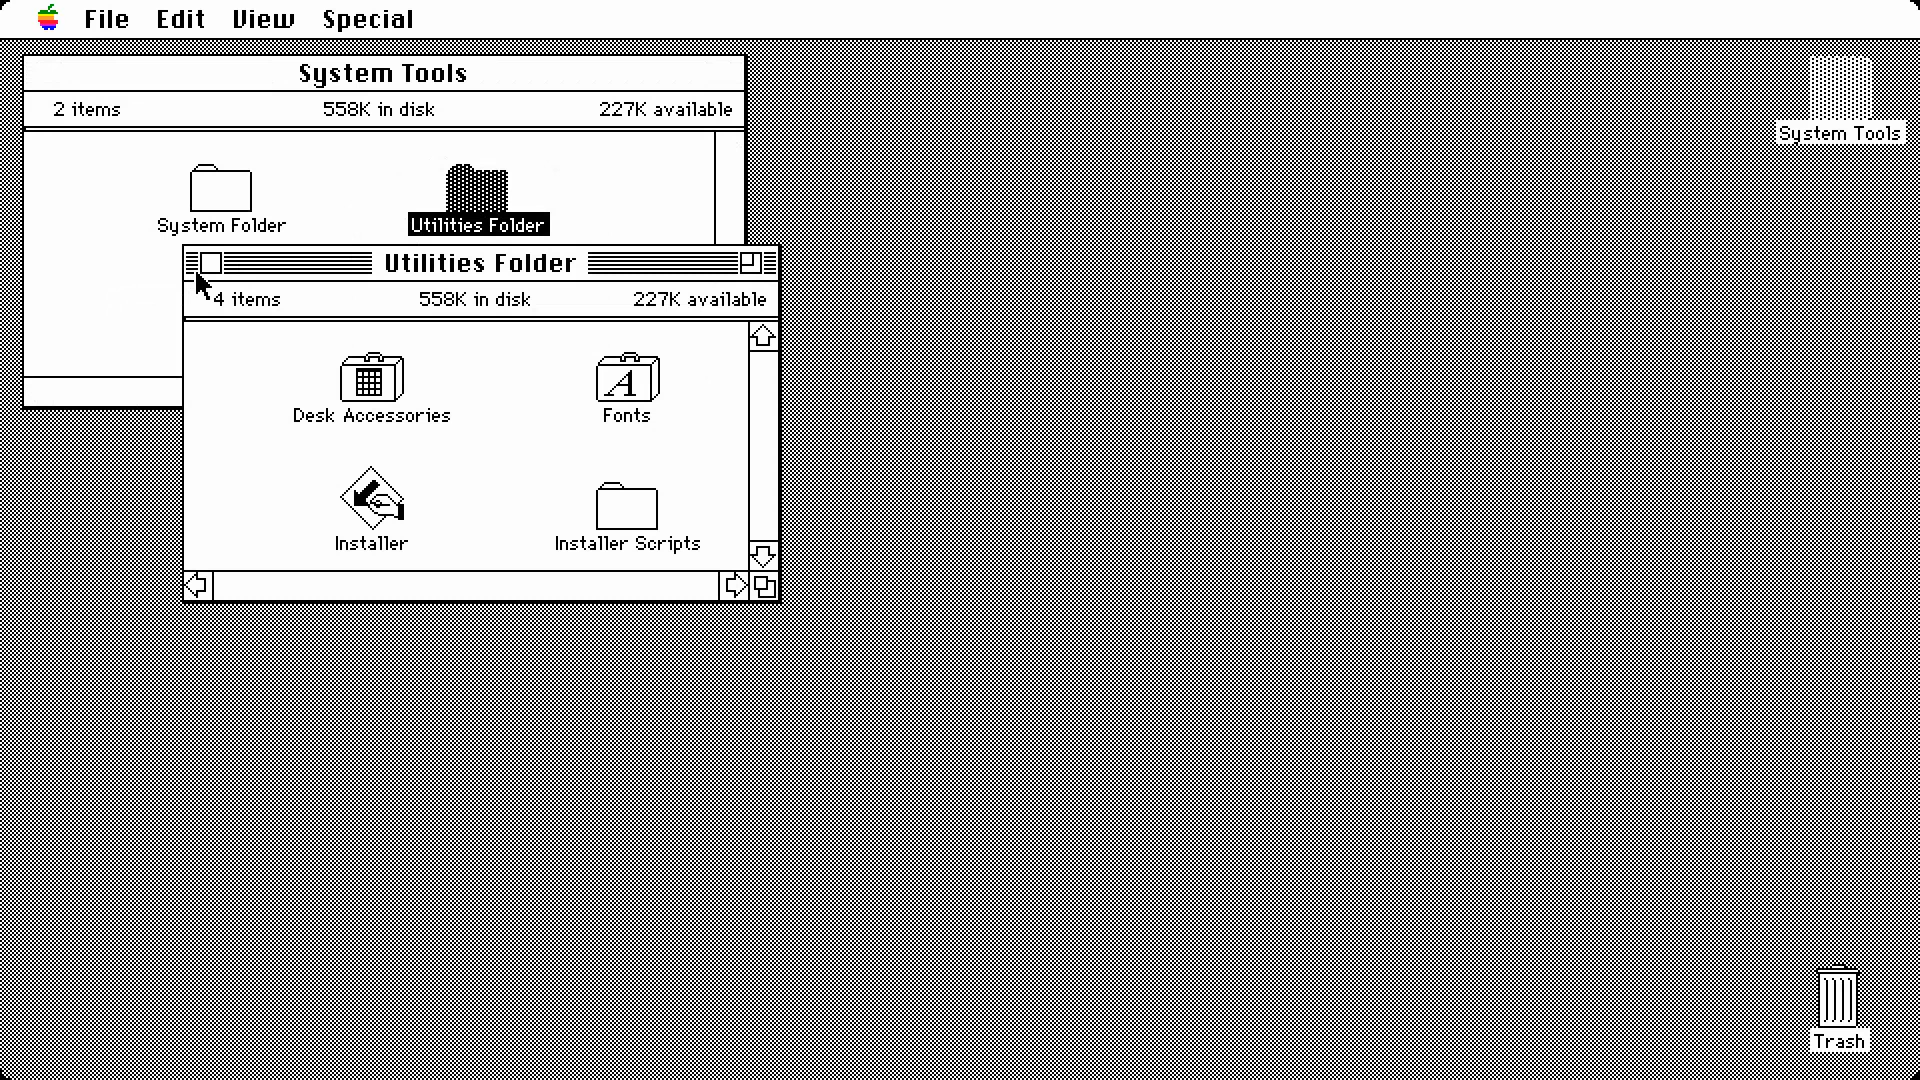 File Edit View Special
System Tools
2 items 558K in disk 227K available
System Folder Utilities Folder
Utilities Folder
4 items 558K in disk 227K available
Desk Accessories Fonts
A
Installer Installer Scripts
System Tools
Trash